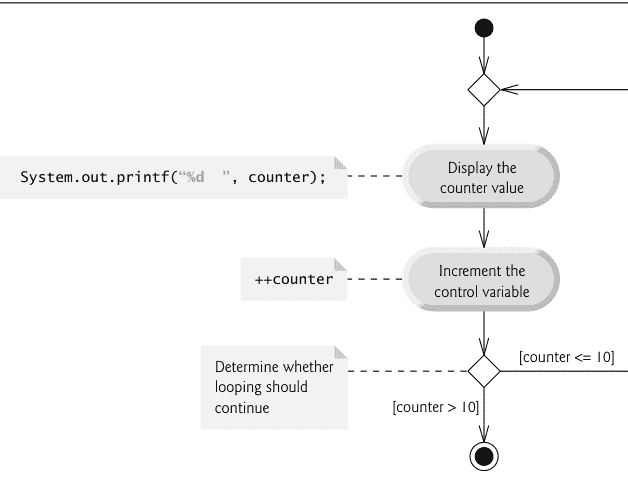 Display the
counter value
System.out.printf(“%d  ”, counter);
Increment the
control variable
++counter
Determine whether
looping should
continue
[counter <= 10]
[counter > 10]